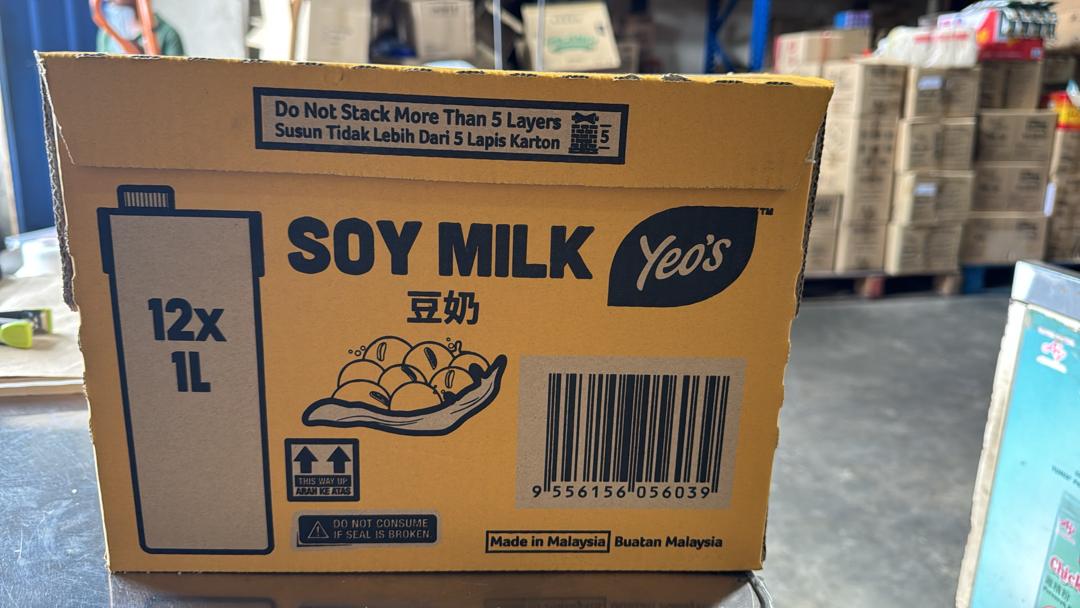 Do Not Stack More Than 5 Layers
Susun Tidak Lebih Dari 5 Lapis Karton
5
SOY MILK
Yeo's
TM
豆奶
12x
1L
THIS WAY UP
ARAH KE ATAS
DO NOT CONSUME
IF SEAL IS BROKEN
9 556156 056039
Made in Malaysia Buatan Malaysia